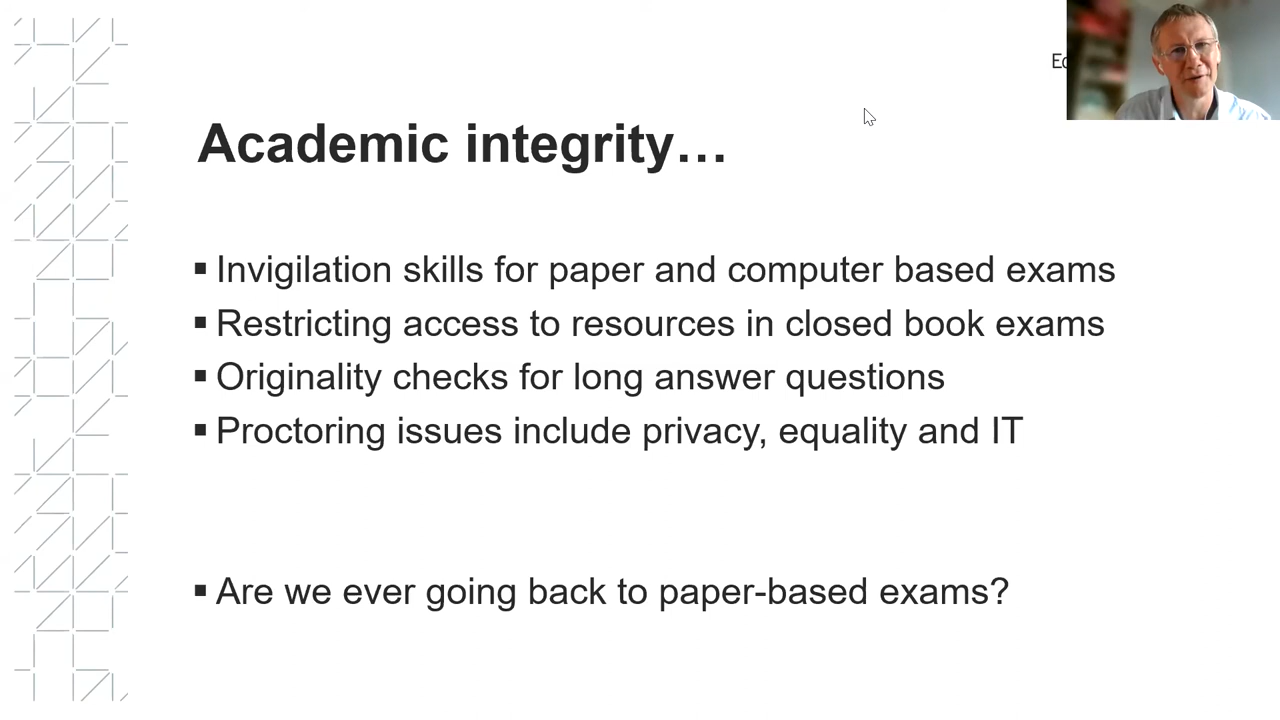 Academic integrity…
▪ Invigilation skills for paper and computer based exams
▪ Restricting access to resources in closed book exams
▪ Originality checks for long answer questions
▪ Proctoring issues include privacy, equality and IT
▪ Are we ever going back to paper-based exams?